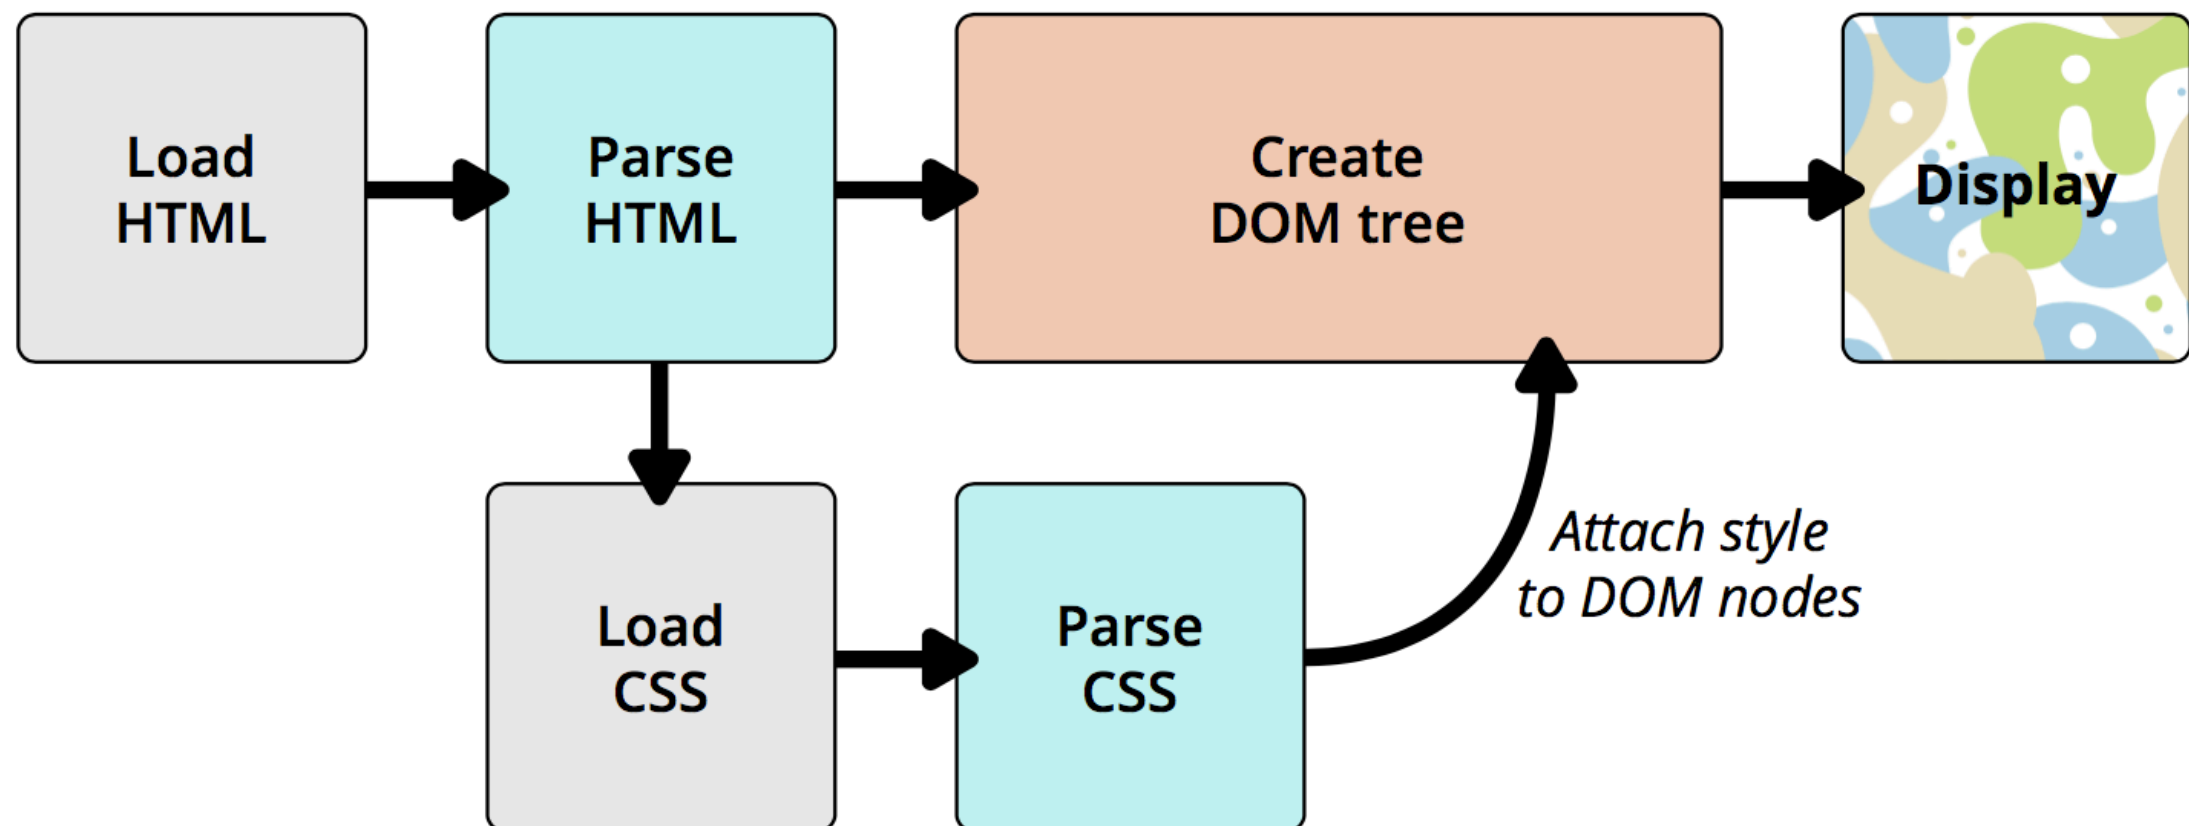 Load
HTML
Parse
HTML
Create
DOM tree
Display
Load
CSS
Parse
CSS
Attach style
to DOM nodes